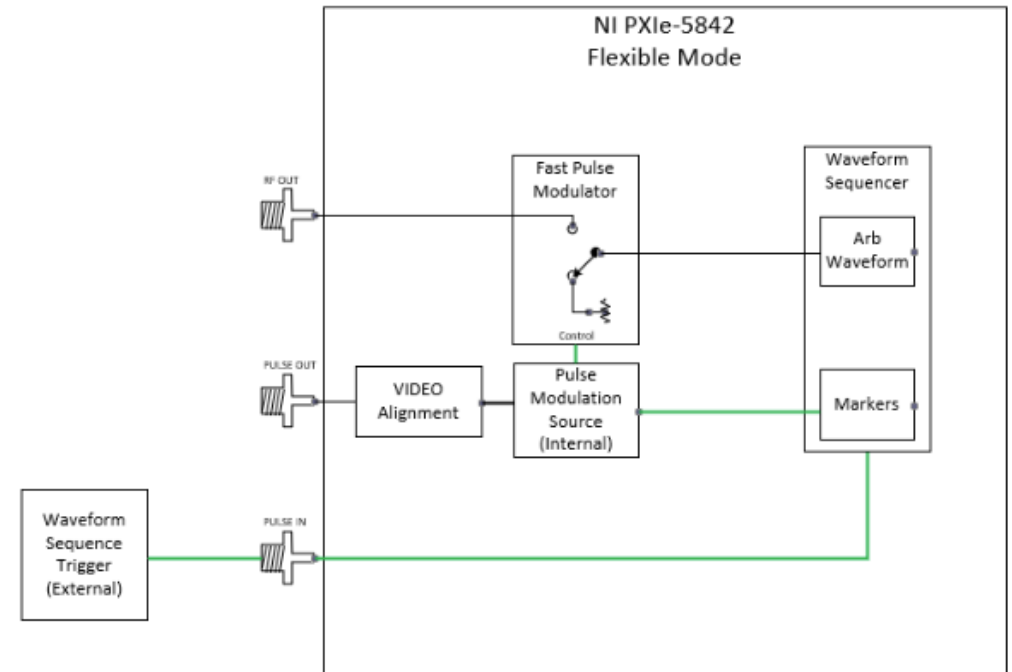 NI PXIe-5842
Flexible Mode
Fast Pulse
Modulator
Waveform
Sequencer
RF OUT
Arb
Waveform
Control
PULSE OUT
VIDEO
Alignment
Pulse
Modulation
Source
(Internal)
Markers
Waveform
Sequence
Trigger
(External)
PULSE IN